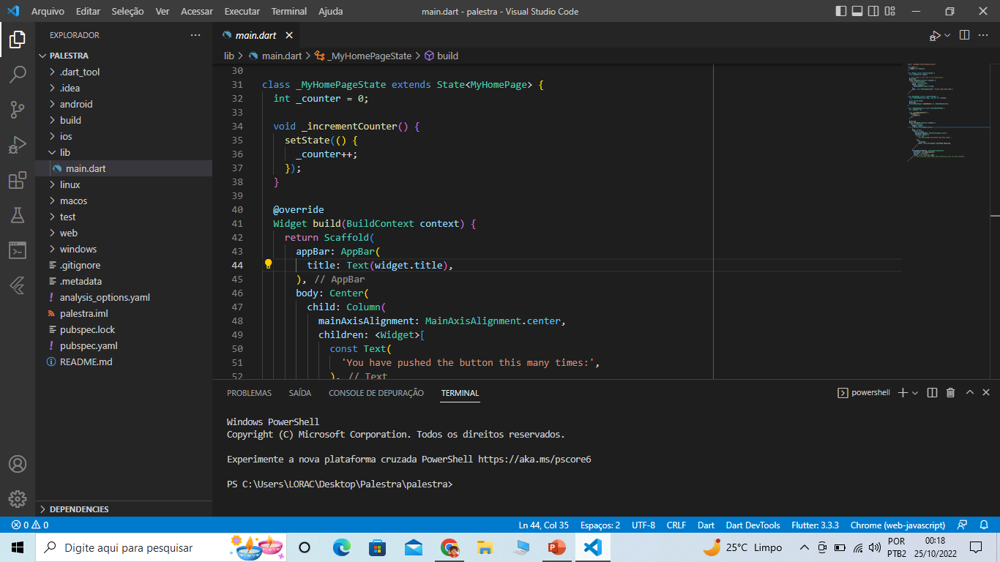 Arquivo Editar Seleção Ver Acessar Executar Terminal Ajuda
main.dart - palestra - Visual Studio Code
EXPLORADOR
PALESTRA
.dart_tool
.idea
android
build
ios
lib
main.dart
linux
macos
test
web
windows
.gitignore
.metadata
analysis_options.yaml
palestra.iml
pubspec.lock
pubspec.yaml
README.md
DEPENDENCIES
main.dart
lib > main.dart > _MyHomePageState > build
30
31 class _MyHomePageState extends State<MyHomePage> {
32 int _counter = 0;
33
34 void _incrementCounter() {
35 setState(() {
36 _counter++;
37 });
38 }
39
40 @override
41 Widget build(BuildContext context) {
42 return Scaffold(
43 appBar: AppBar(
44 title: Text(widget.title),
45 ), // AppBar
46 body: Center(
47 child: Column(
48 mainAxisAlignment: MainAxisAlignment.center,
49 children: <Widget>[
50 const Text(
51 'You have pushed the button this many times:',
52 ), // Text
PROBLEMAS SAÍDA CONSOLE DE DEPURAÇÃO TERMINAL
powershell
Windows PowerShell
Copyright (C) Microsoft Corporation. Todos os direitos reservados.
Experimente a nova plataforma cruzada PowerShell https://aka.ms/pscore6
PS C:\Users\LORAC\Desktop\Palestra\palestra>
0 0
Ln 44, Col 35 Espaços: 2 UTF-8 CRLF Dart Dart DevTools Flutter: 3.3.3 Chrome (web-javascript)
Digite aqui para pesquisar
25°C Limpo
POR
PTB2
00:18
25/10/2022